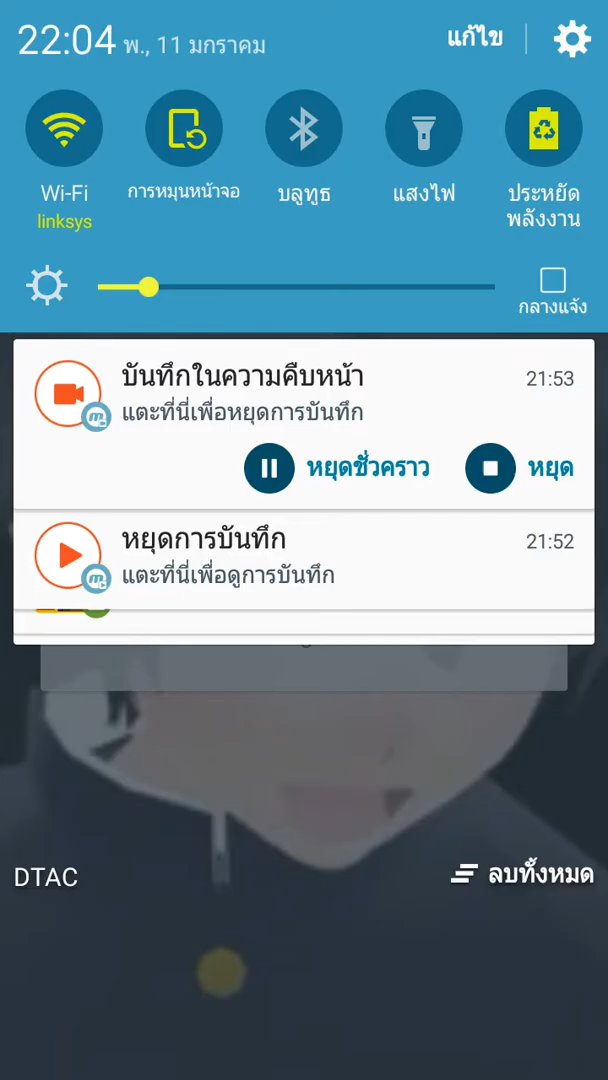 22:04 พ., 11 มกราคม
แก้ไข
Wi-Fi
linksys
การหมุนหน้าจอ
บลูทูธ
แสงไฟ
ประหยัด
พลังงาน
กลางแจ้ง
บันทึกในความคืบหน้า 21:53
แตะที่นี่เพื่อหยุดการบันทึก
หยุดชั่วคราว หยุด
หยุดการบันทึก 21:52
แตะที่นี่เพื่อดูการบันทึก
DTAC ลบทั้งหมด